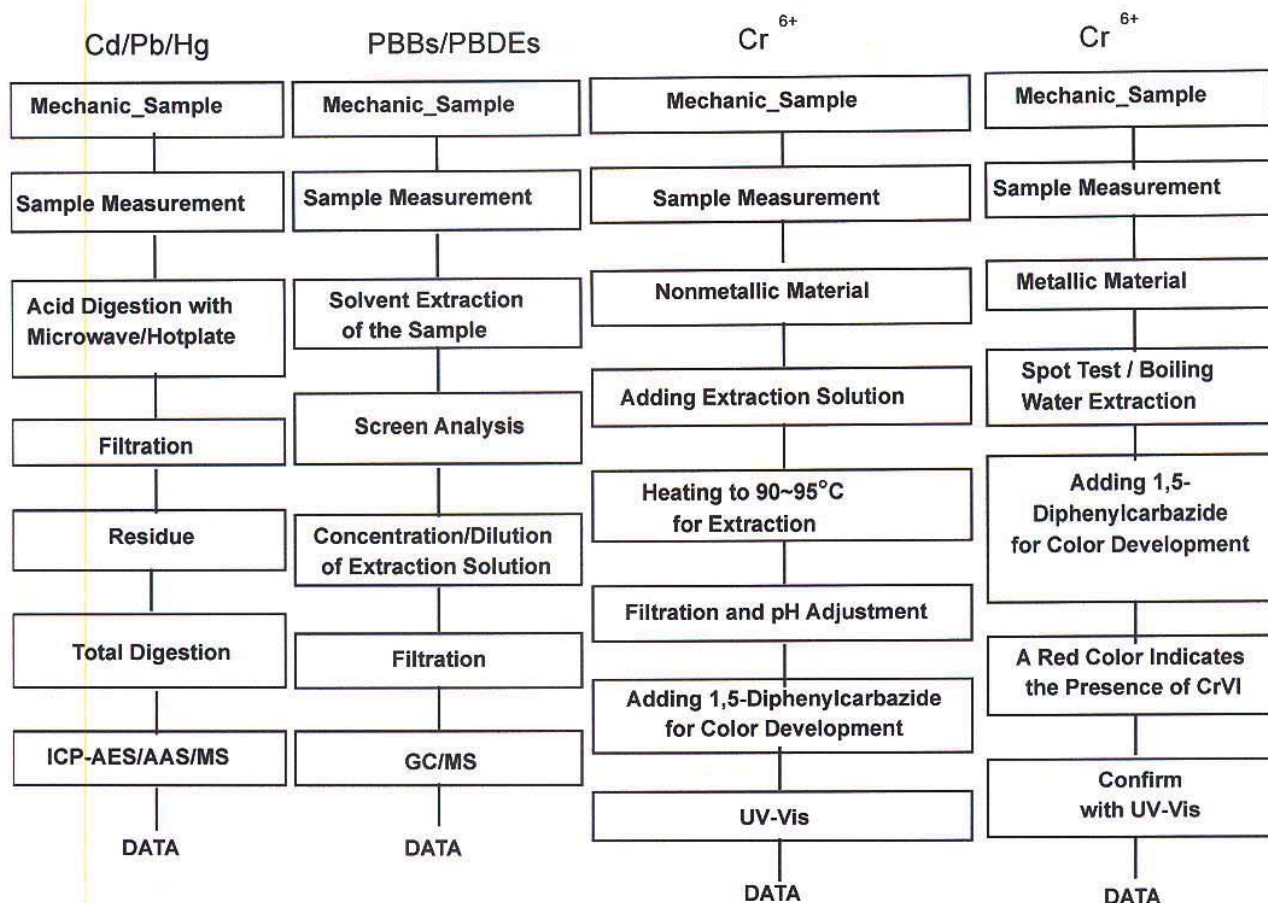 Cd/Pb/Hg
Mechanic_Sample
Sample Measurement
Acid Digestion with
Microwave/Hotplate
Filtration
Residue
Total Digestion
ICP-AES/AAS/MS
DATA
PBBs/PBDEs
Mechanic_Sample
Sample Measurement
Solvent Extraction
of the Sample
Screen Analysis
Concentration/Dilution
of Extraction Solution
Filtration
GC/MS
DATA
Cr 6+
Mechanic_Sample
Sample Measurement
Nonmetallic Material
Adding Extraction Solution
Heating to 90~95°C
for Extraction
Filtration and pH Adjustment
Adding 1,5-Diphenylcarbazide
for Color Development
UV-Vis
DATA
Cr 6+
Mechanic_Sample
Sample Measurement
Metallic Material
Spot Test / Boiling
Water Extraction
Adding 1,5-
Diphenylcarbazide
for Color Development
A Red Color Indicates
the Presence of CrVI
Confirm
with UV-Vis
DATA